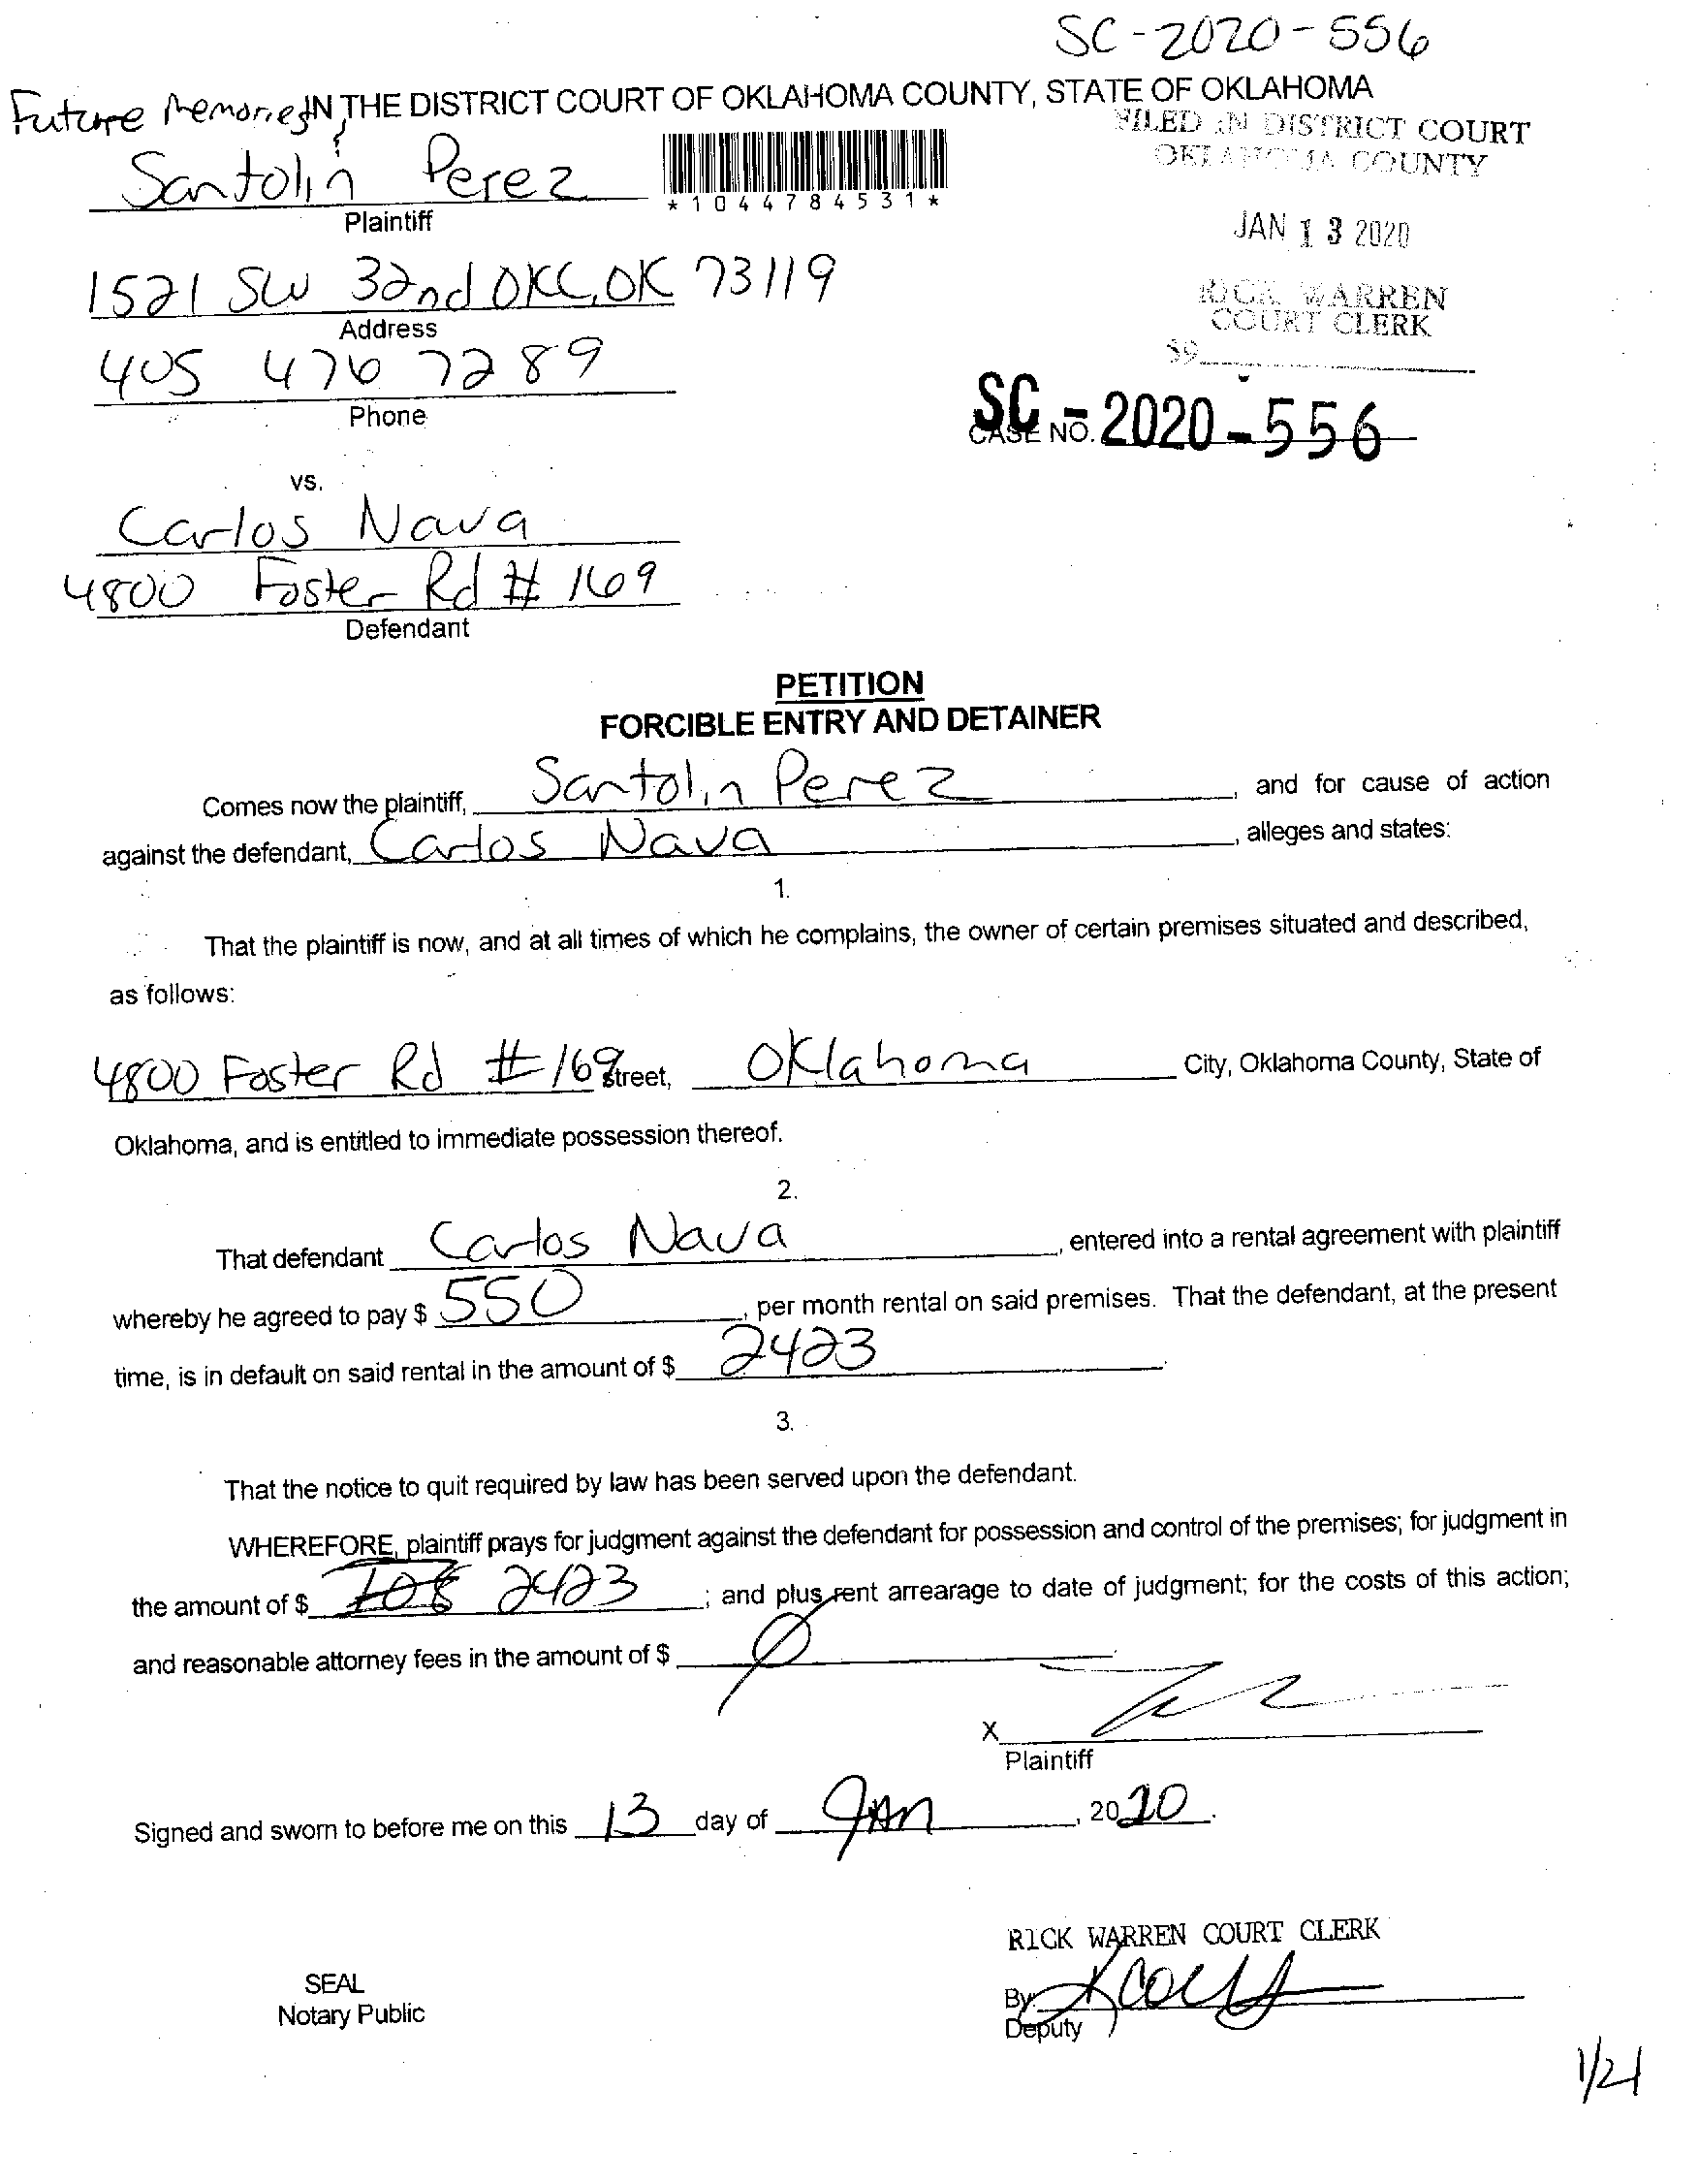 SC-2020-556
Future Memories IN THE DISTRICT COURT OF OKLAHOMA COUNTY, STATE OF OKLAHOMA
&
FILED IN DISTRICT COURT
OKLAHOMA COUNTY
Santolin Perez
Plaintiff
*1044784531*
JAN 13 2020
1521 SW 32nd OKC, OK 73119
Address
RICK WARREN
COURT CLERK
405 476 7289
Phone
59
SC - 2020 - 556
CASE NO.
vs.
Carlos Nava
4800 Foster Rd # 169
Defendant
PETITION
FORCIBLE ENTRY AND DETAINER
Comes now the plaintiff, Santolin Perez, and for cause of action
against the defendant, Carlos Nava, alleges and states:
1.
That the plaintiff is now, and at all times of which he complains, the owner of certain premises situated and described,
as follows:
4800 Foster Rd # 169 Street, Oklahoma City, Oklahoma County, State of
Oklahoma, and is entitled to immediate possession thereof.
2.
That defendant Carlos Nava, entered into a rental agreement with plaintiff
whereby he agreed to pay $ 550, per month rental on said premises. That the defendant, at the present
time, is in default on said rental in the amount of $ 2423.
3.
That the notice to quit required by law has been served upon the defendant.
WHEREFORE, plaintiff prays for judgment against the defendant for possession and control of the premises; for judgment in
the amount of $ 2423; and plus rent arrearage to date of judgment; for the costs of this action;
and reasonable attorney fees in the amount of $ Ø
X
Plaintiff
Signed and sworn to before me on this 13 day of JAN, 2020.
RICK WARREN COURT CLERK
SEAL
Notary Public
By:
Deputy
1/21